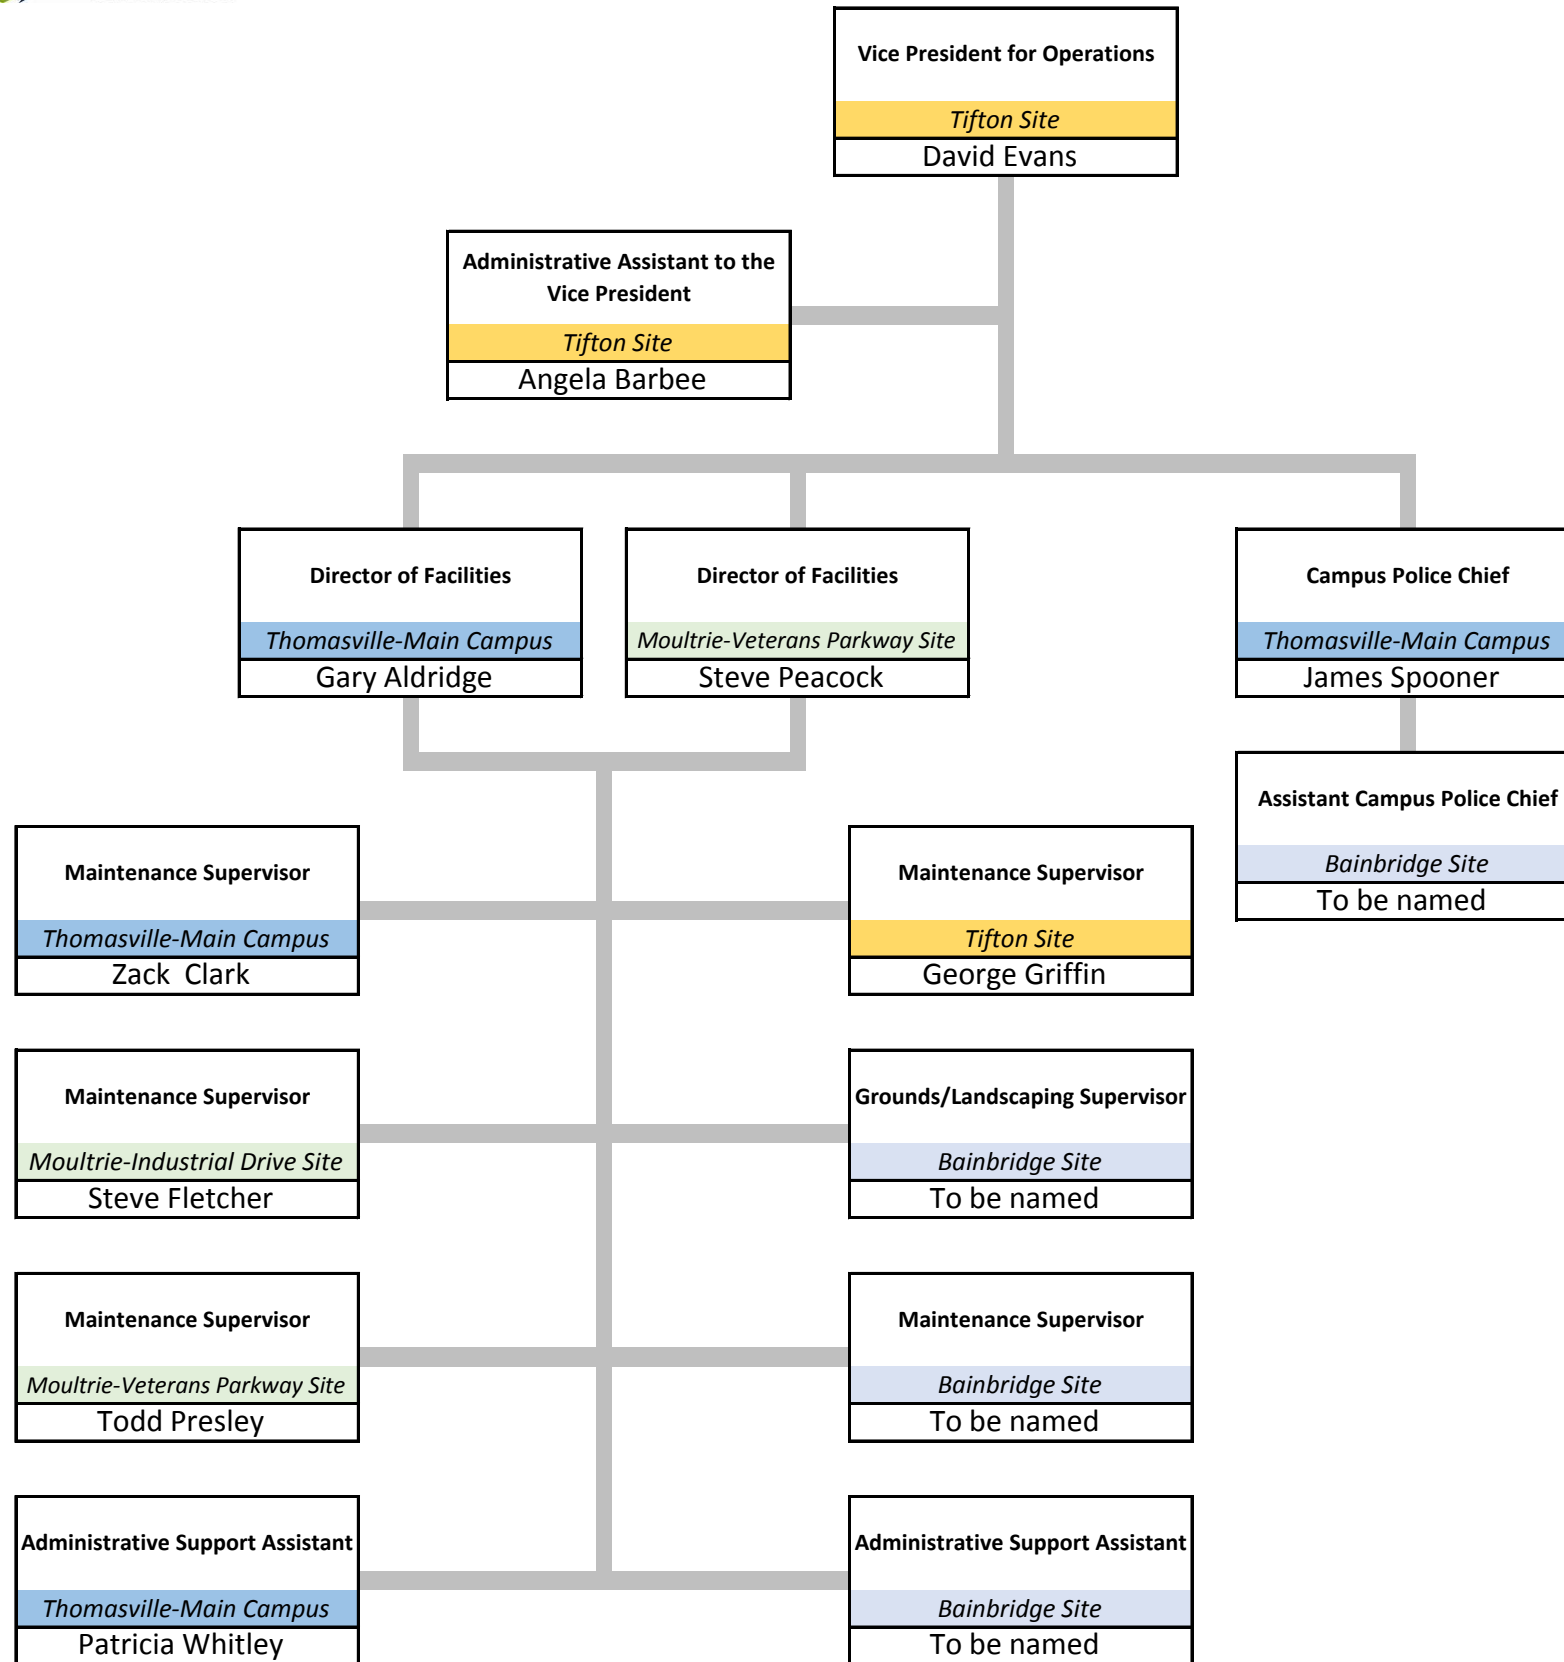 Vice President for Operations
Tifton Site
David Evans
Administrative Assistant to the
Vice President
Tifton Site
Angela Barbee
Director of Facilities
Thomasville-Main Campus
Gary Aldridge
Director of Facilities
Moultrie-Veterans Parkway Site
Steve Peacock
Campus Police Chief
Thomasville-Main Campus
James Spooner
Assistant Campus Police Chief
Bainbridge Site
To be named
Maintenance Supervisor
Thomasville-Main Campus
Zack  Clark
Maintenance Supervisor
Tifton Site
George Griffin
Maintenance Supervisor
Moultrie-Industrial Drive Site
Steve Fletcher
Grounds/Landscaping Supervisor
Bainbridge Site
To be named
Maintenance Supervisor
Moultrie-Veterans Parkway Site
Todd Presley
Maintenance Supervisor
Bainbridge Site
To be named
Administrative Support Assistant
Thomasville-Main Campus
Patricia Whitley
Administrative Support Assistant
Bainbridge Site
To be named